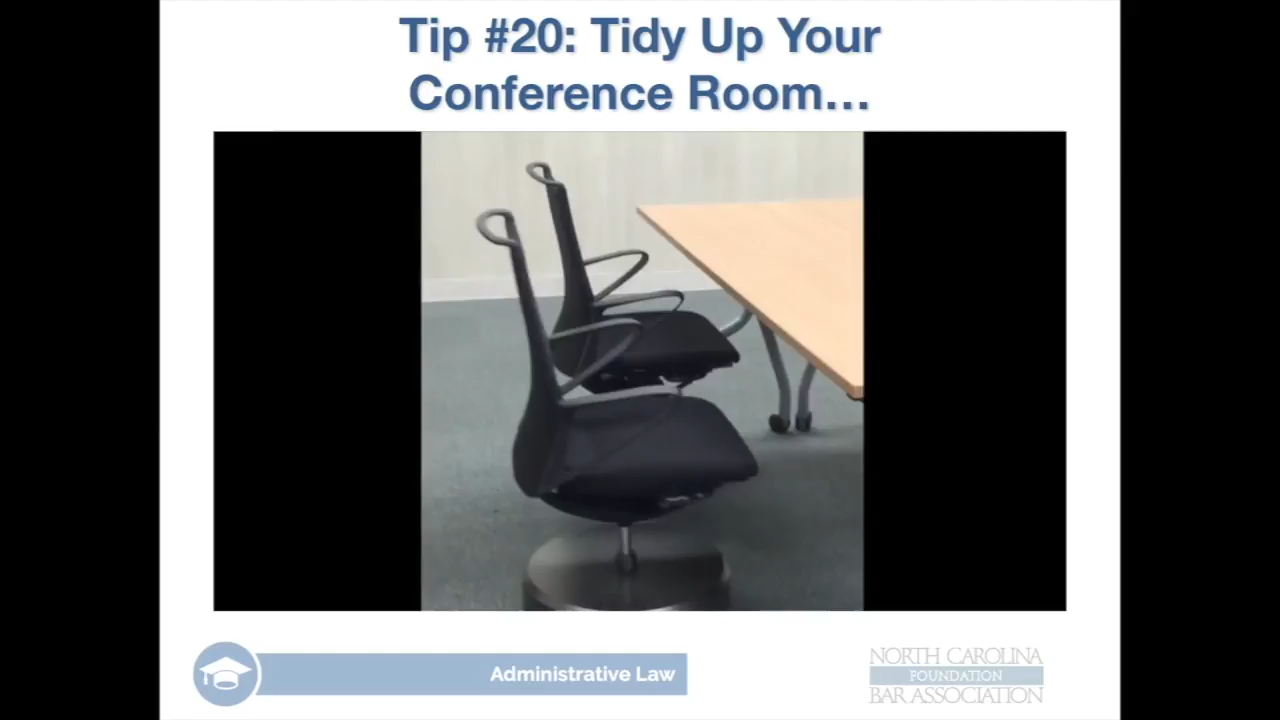 Tip #20: Tidy Up Your
Conference Room...
Administrative Law
NORTH CAROLINA
FOUNDATION
BAR ASSOCIATION